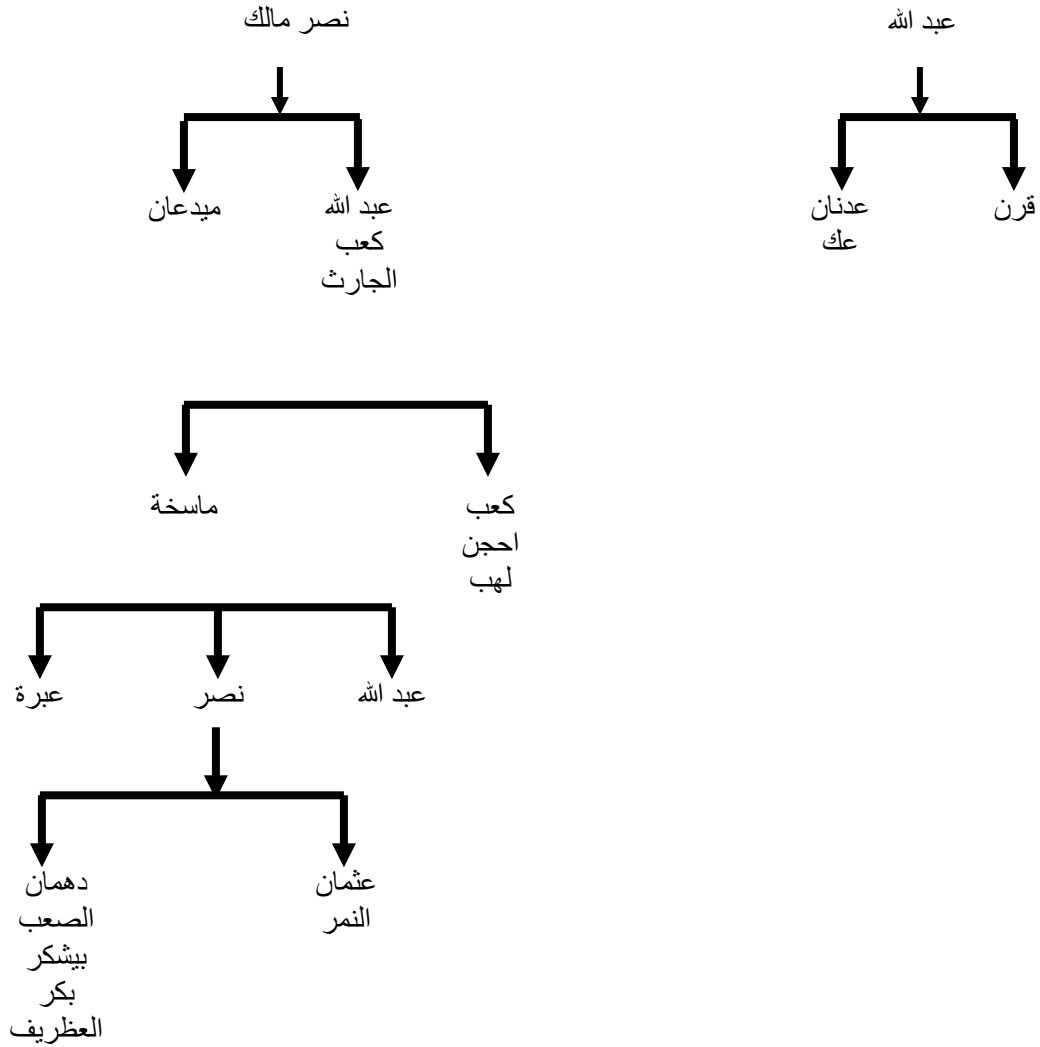 عبد الله
نصر مالك
قرن
عدنان
عك
عبد الله
كعب
الجارث
ميدعان
كعب
احجن
لهب
ماسخة
عبد الله
نصر
عبرة
عثمان
النمر
دهمان
الصعب
بيشكر
بكر
العظريف